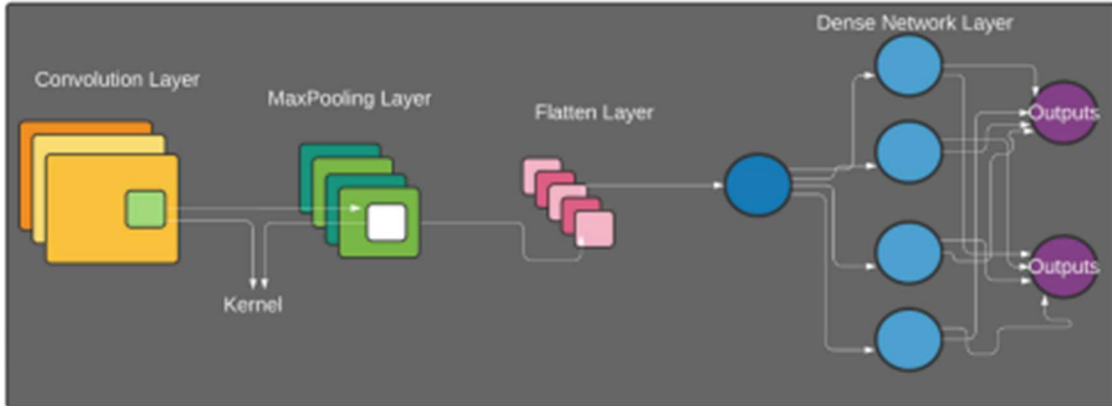 Convolution Layer
MaxPooling Layer
Flatten Layer
Dense Network Layer
Kernel
Outputs
Outputs